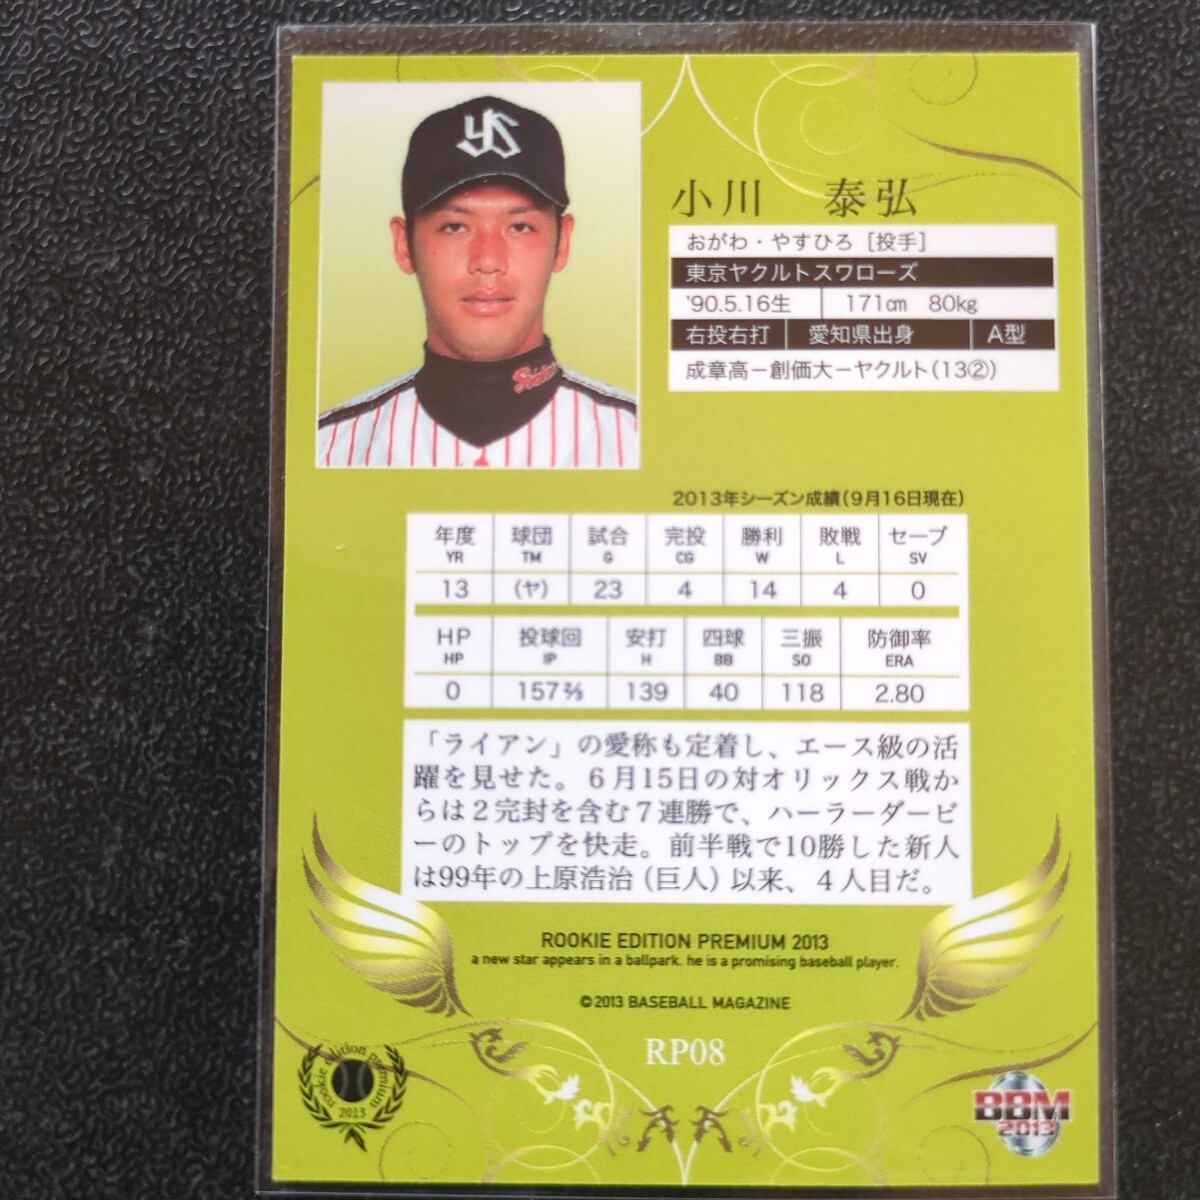 YS
小川 泰弘
おがわ・やすひろ [投手]
東京ヤクルトスワローズ
'90.5.16生 171㎝ 80㎏
右投右打 愛知県出身 A型
成章高－創価大－ヤクルト(13②)
2013年シーズン成績(9月16日現在)
年度 球団 試合 完投 勝利 敗戦 セーブ
YR TM G CG W L SV
13 (ヤ) 23 4 14 4 0
HP 投球回 安打 四球 三振 防御率
HP IP H BB SO ERA
0 157⅔ 139 40 118 2.80
「ライアン」の愛称も定着し、エース級の活
躍を見せた。６月15日の対オリックス戦か
らは２完封を含む７連勝で、ハーラーダービ
ーのトップを快走。前半戦で10勝した新人
は99年の上原浩治(巨人)以来、４人目だ。
ROOKIE EDITION PREMIUM 2013
a new star appears in a ballpark. he is a promising baseball player.
©2013 BASEBALL MAGAZINE
RP08
rookie edition premium
2013
BBM
2013